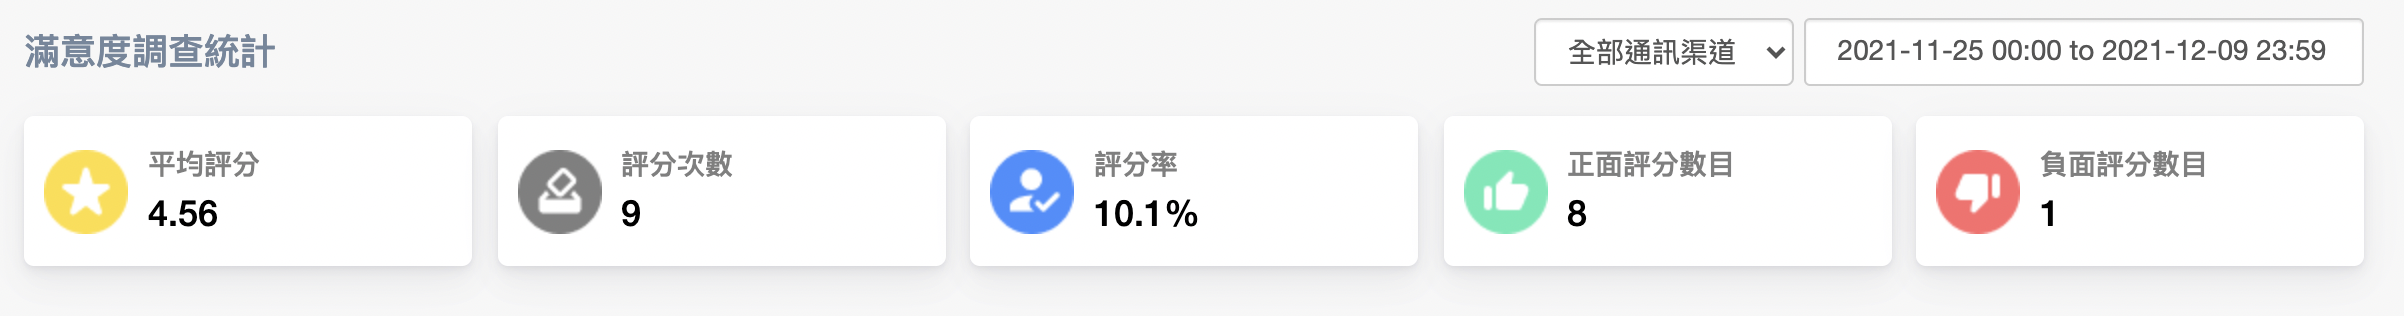 滿意度調查統計
全部通訊渠道
2021-11-25 00:00 to 2021-12-09 23:59
平均評分
4.56
評分次數
9
評分率
10.1%
正面評分數目
8
負面評分數目
1